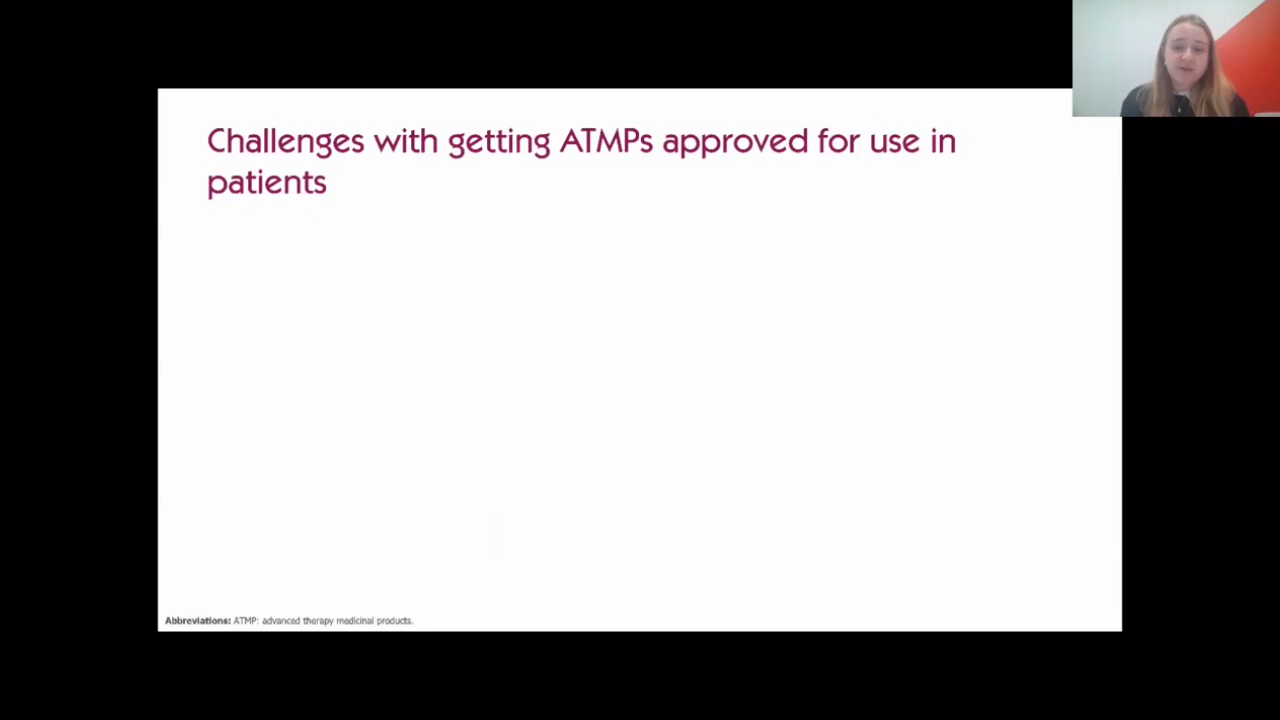 Challenges with getting ATMPs approved for use in
patients
Abbreviations: ATMP: advanced therapy medicinal products.